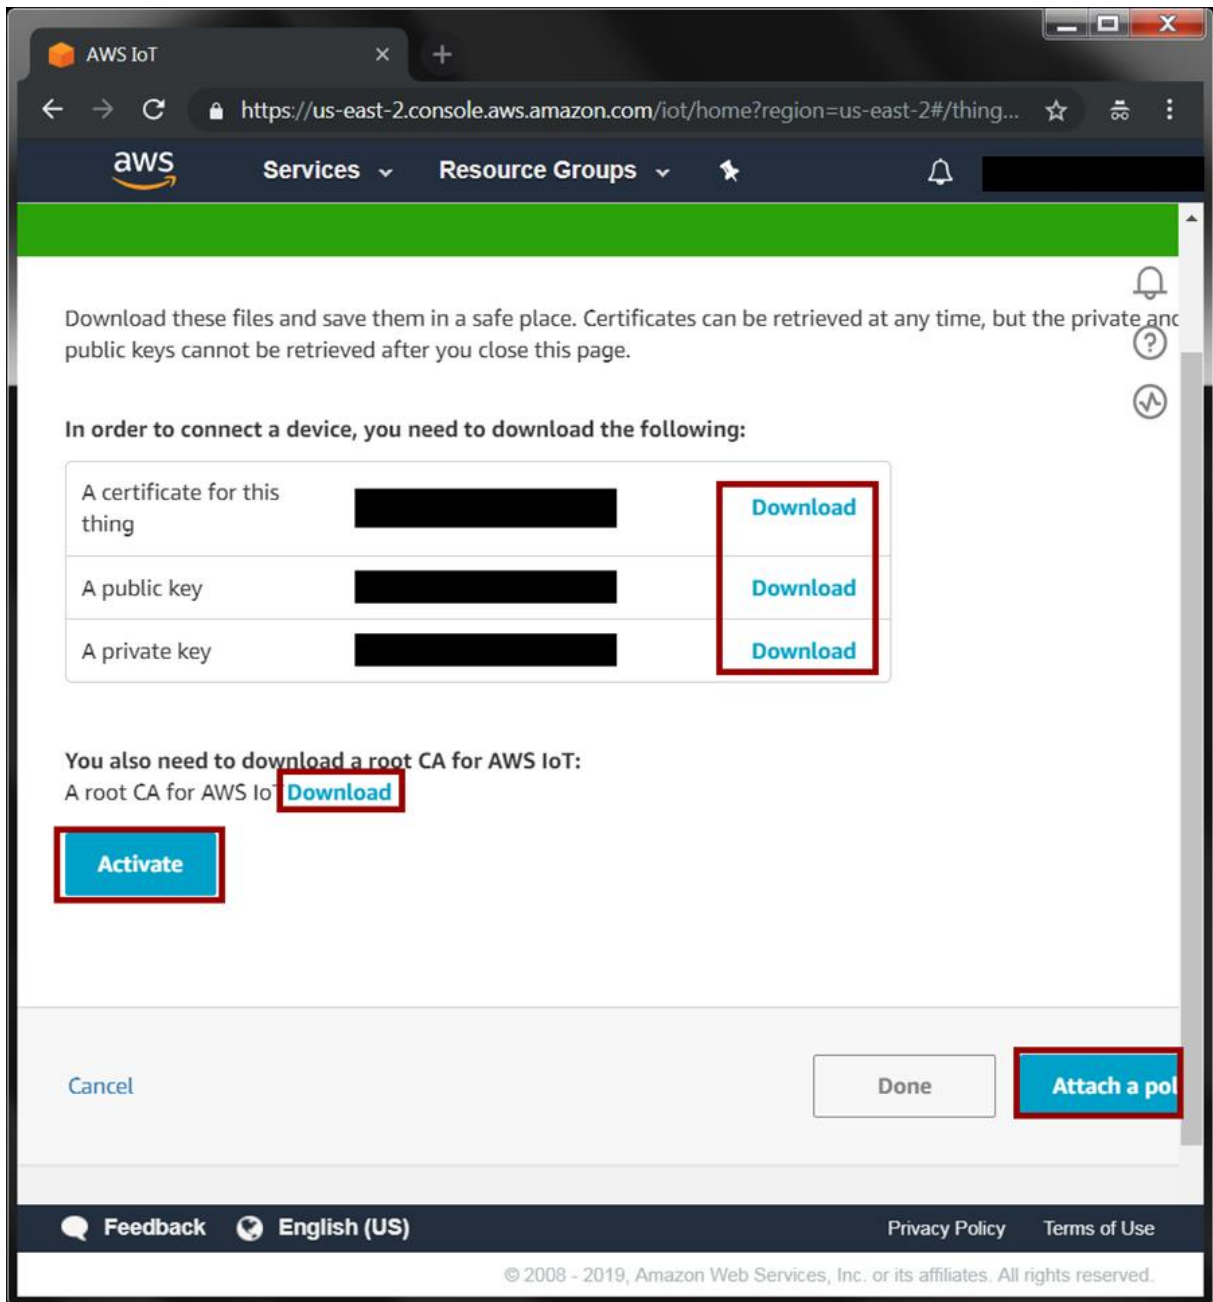 AWS IoT
https://us-east-2.console.aws.amazon.com/iot/home?region=us-east-2#/thing...
aws Services Resource Groups
Download these files and save them in a safe place. Certificates can be retrieved at any time, but the private and
public keys cannot be retrieved after you close this page.
In order to connect a device, you need to download the following:
A certificate for this
thing
Download
A public key Download
A private key Download
You also need to download a root CA for AWS IoT:
A root CA for AWS IoT Download
Activate
Cancel Done Attach a pol
Feedback English (US) Privacy Policy Terms of Use
© 2008 - 2019, Amazon Web Services, Inc. or its affiliates. All rights reserved.